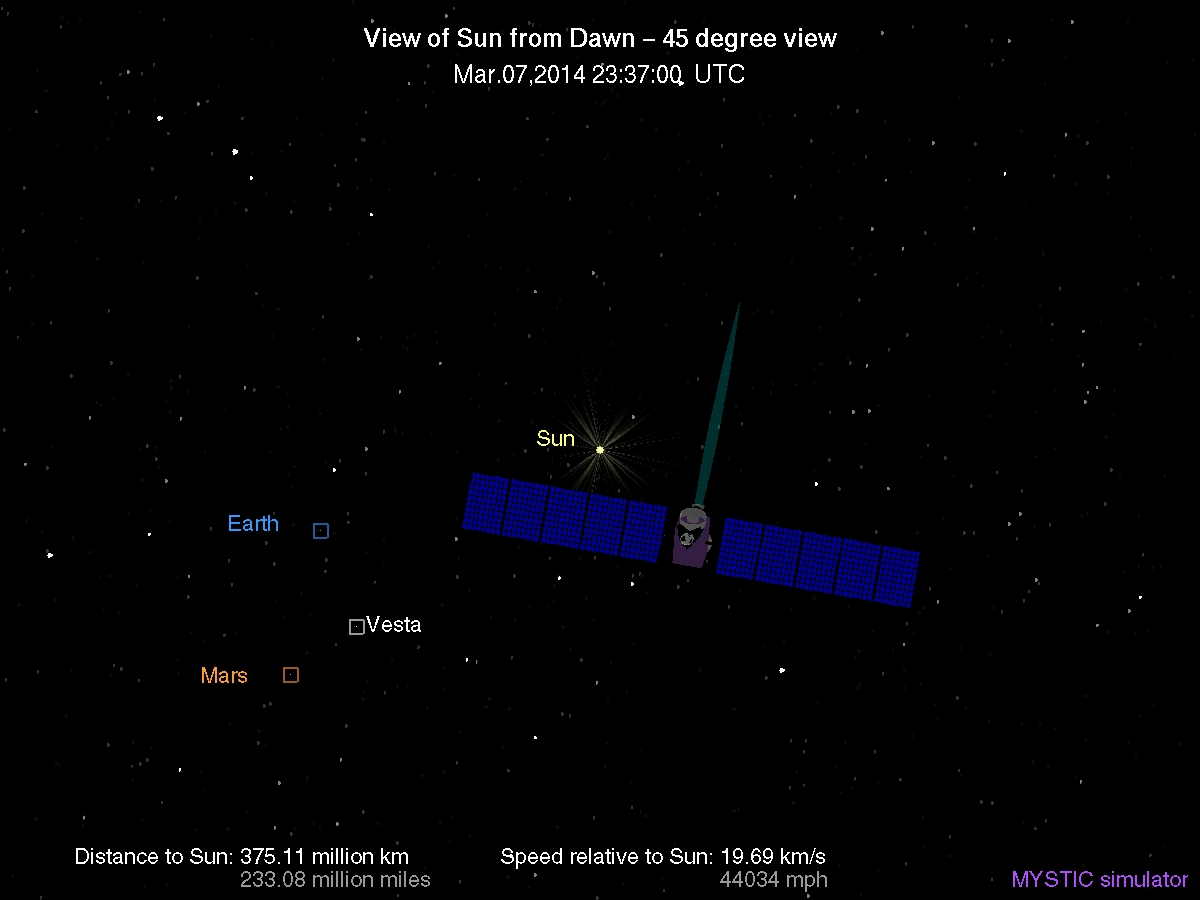 View of Sun from Dawn – 45 degree view
Mar.07,2014 23:37:00 UTC
Sun
Earth
Vesta
Mars
Distance to Sun: 375.11 million km
233.08 million miles
Speed relative to Sun: 19.69 km/s
44034 mph
MYSTIC simulator